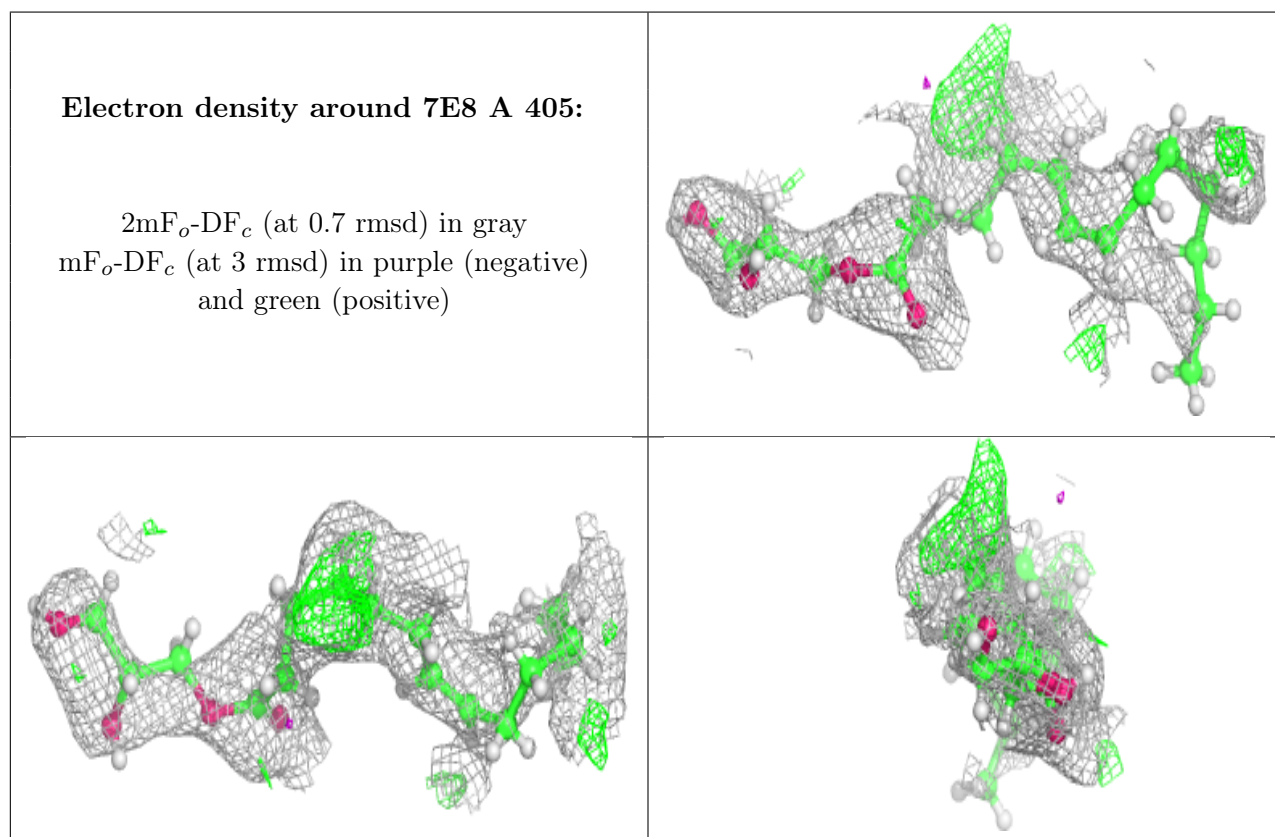 Electron density around 7E8 A 405:
2mFo-DFc (at 0.7 rmsd) in gray
mFo-DFc (at 3 rmsd) in purple (negative)
and green (positive)